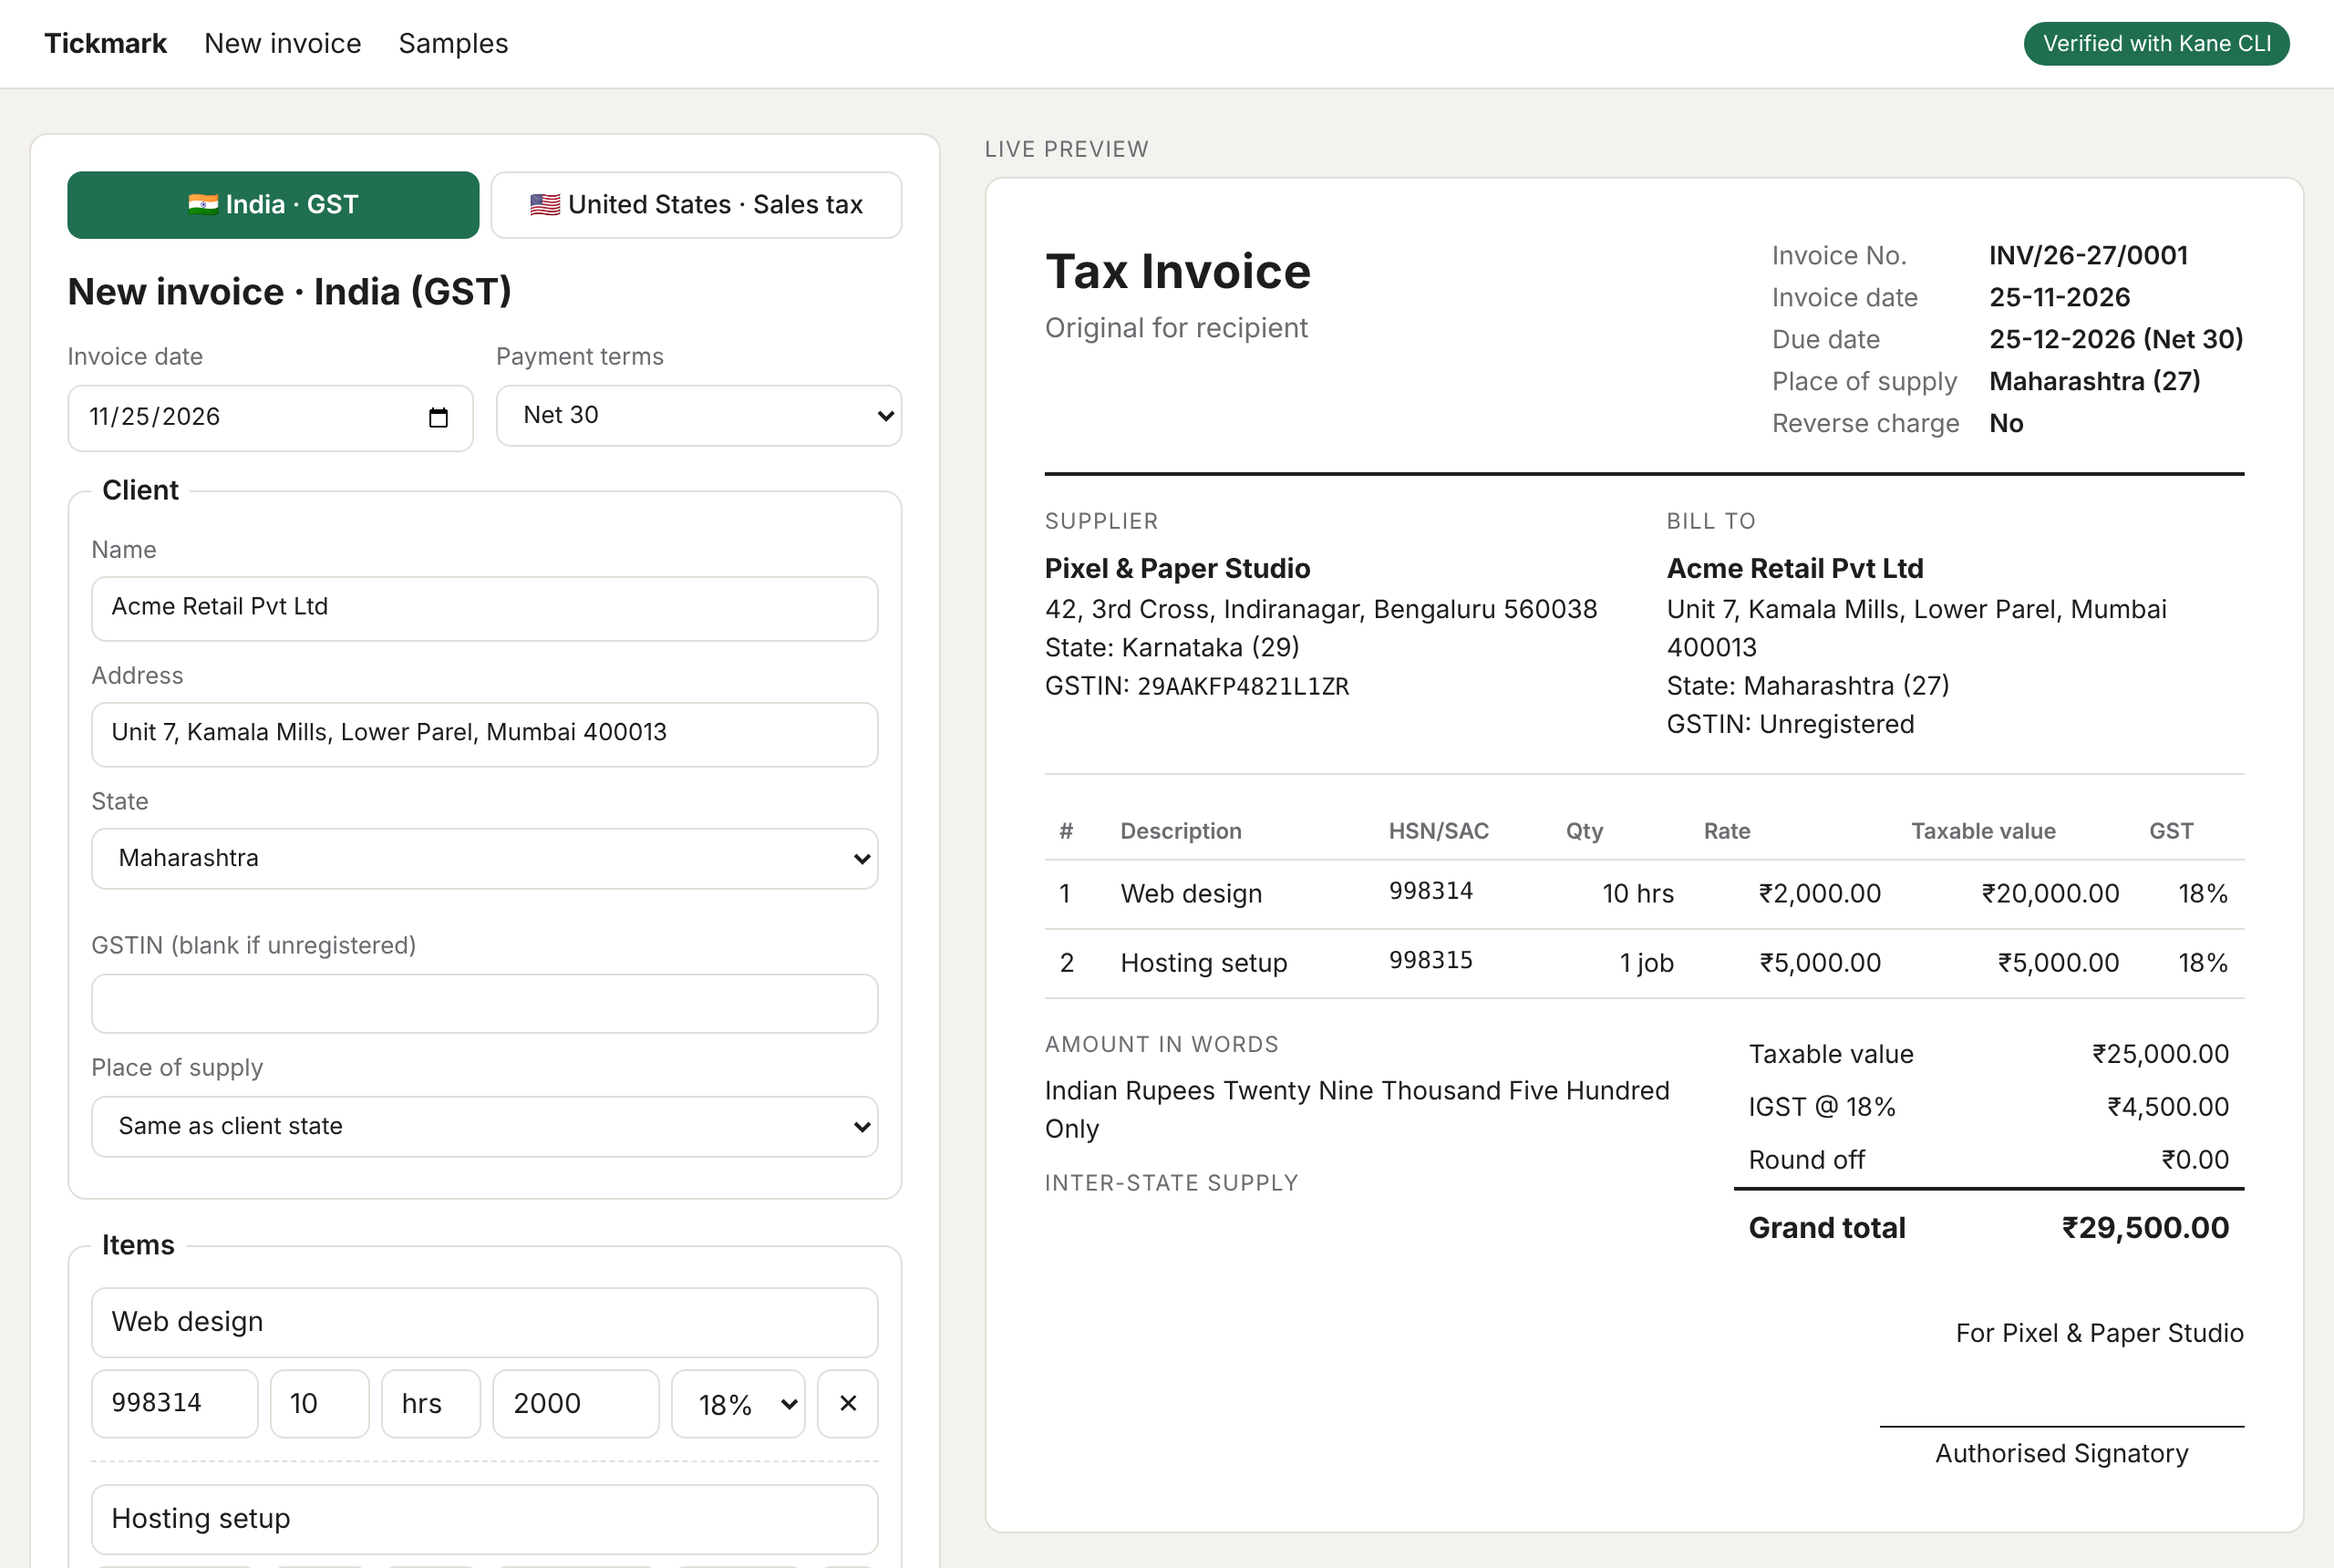 Tickmark New invoice Samples
Verified with Kane CLI
🇮🇳 India · GST
🇺🇸 United States · Sales tax
New invoice · India (GST)
Invoice date
Payment terms
11/25/2026
Net 30
Client
Name
Acme Retail Pvt Ltd
Address
Unit 7, Kamala Mills, Lower Parel, Mumbai 400013
State
Maharashtra
GSTIN (blank if unregistered)
Place of supply
Same as client state
Items
Web design
998314 10 hrs 2000 18% ✕
Hosting setup
LIVE PREVIEW
Tax Invoice
Original for recipient
Invoice No. INV/26-27/0001
Invoice date 25-11-2026
Due date 25-12-2026 (Net 30)
Place of supply Maharashtra (27)
Reverse charge No
SUPPLIER
Pixel & Paper Studio
42, 3rd Cross, Indiranagar, Bengaluru 560038
State: Karnataka (29)
GSTIN: 29AAKFP4821L1ZR
BILL TO
Acme Retail Pvt Ltd
Unit 7, Kamala Mills, Lower Parel, Mumbai
400013
State: Maharashtra (27)
GSTIN: Unregistered
# Description HSN/SAC Qty Rate Taxable value GST
1 Web design 998314 10 hrs ₹2,000.00 ₹20,000.00 18%
2 Hosting setup 998315 1 job ₹5,000.00 ₹5,000.00 18%
AMOUNT IN WORDS
Indian Rupees Twenty Nine Thousand Five Hundred
Only
INTER-STATE SUPPLY
Taxable value ₹25,000.00
IGST @ 18% ₹4,500.00
Round off ₹0.00
Grand total ₹29,500.00
For Pixel & Paper Studio
Authorised Signatory